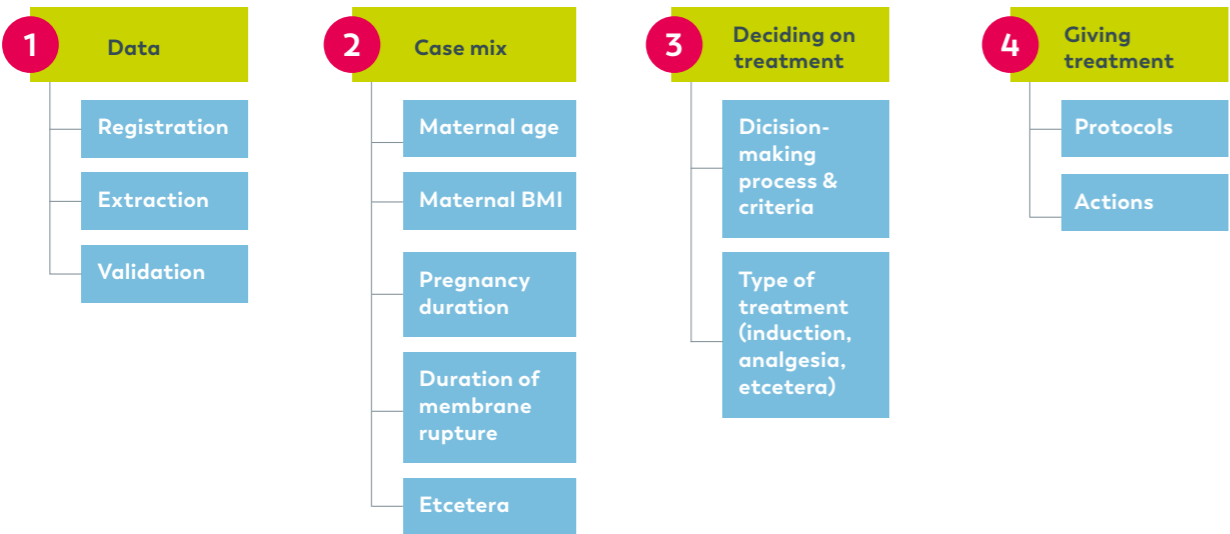 1
Data
Registration
Extraction
Validation
2
Case mix
Maternal age
Maternal BMI
Pregnancy
duration
Duration of
membrane
rupture
Etcetera
3
Deciding on
treatment
Dicision-
making
process &
criteria
Type of
treatment
(induction,
analgesia,
etcetera)
4
Giving
treatment
Protocols
Actions